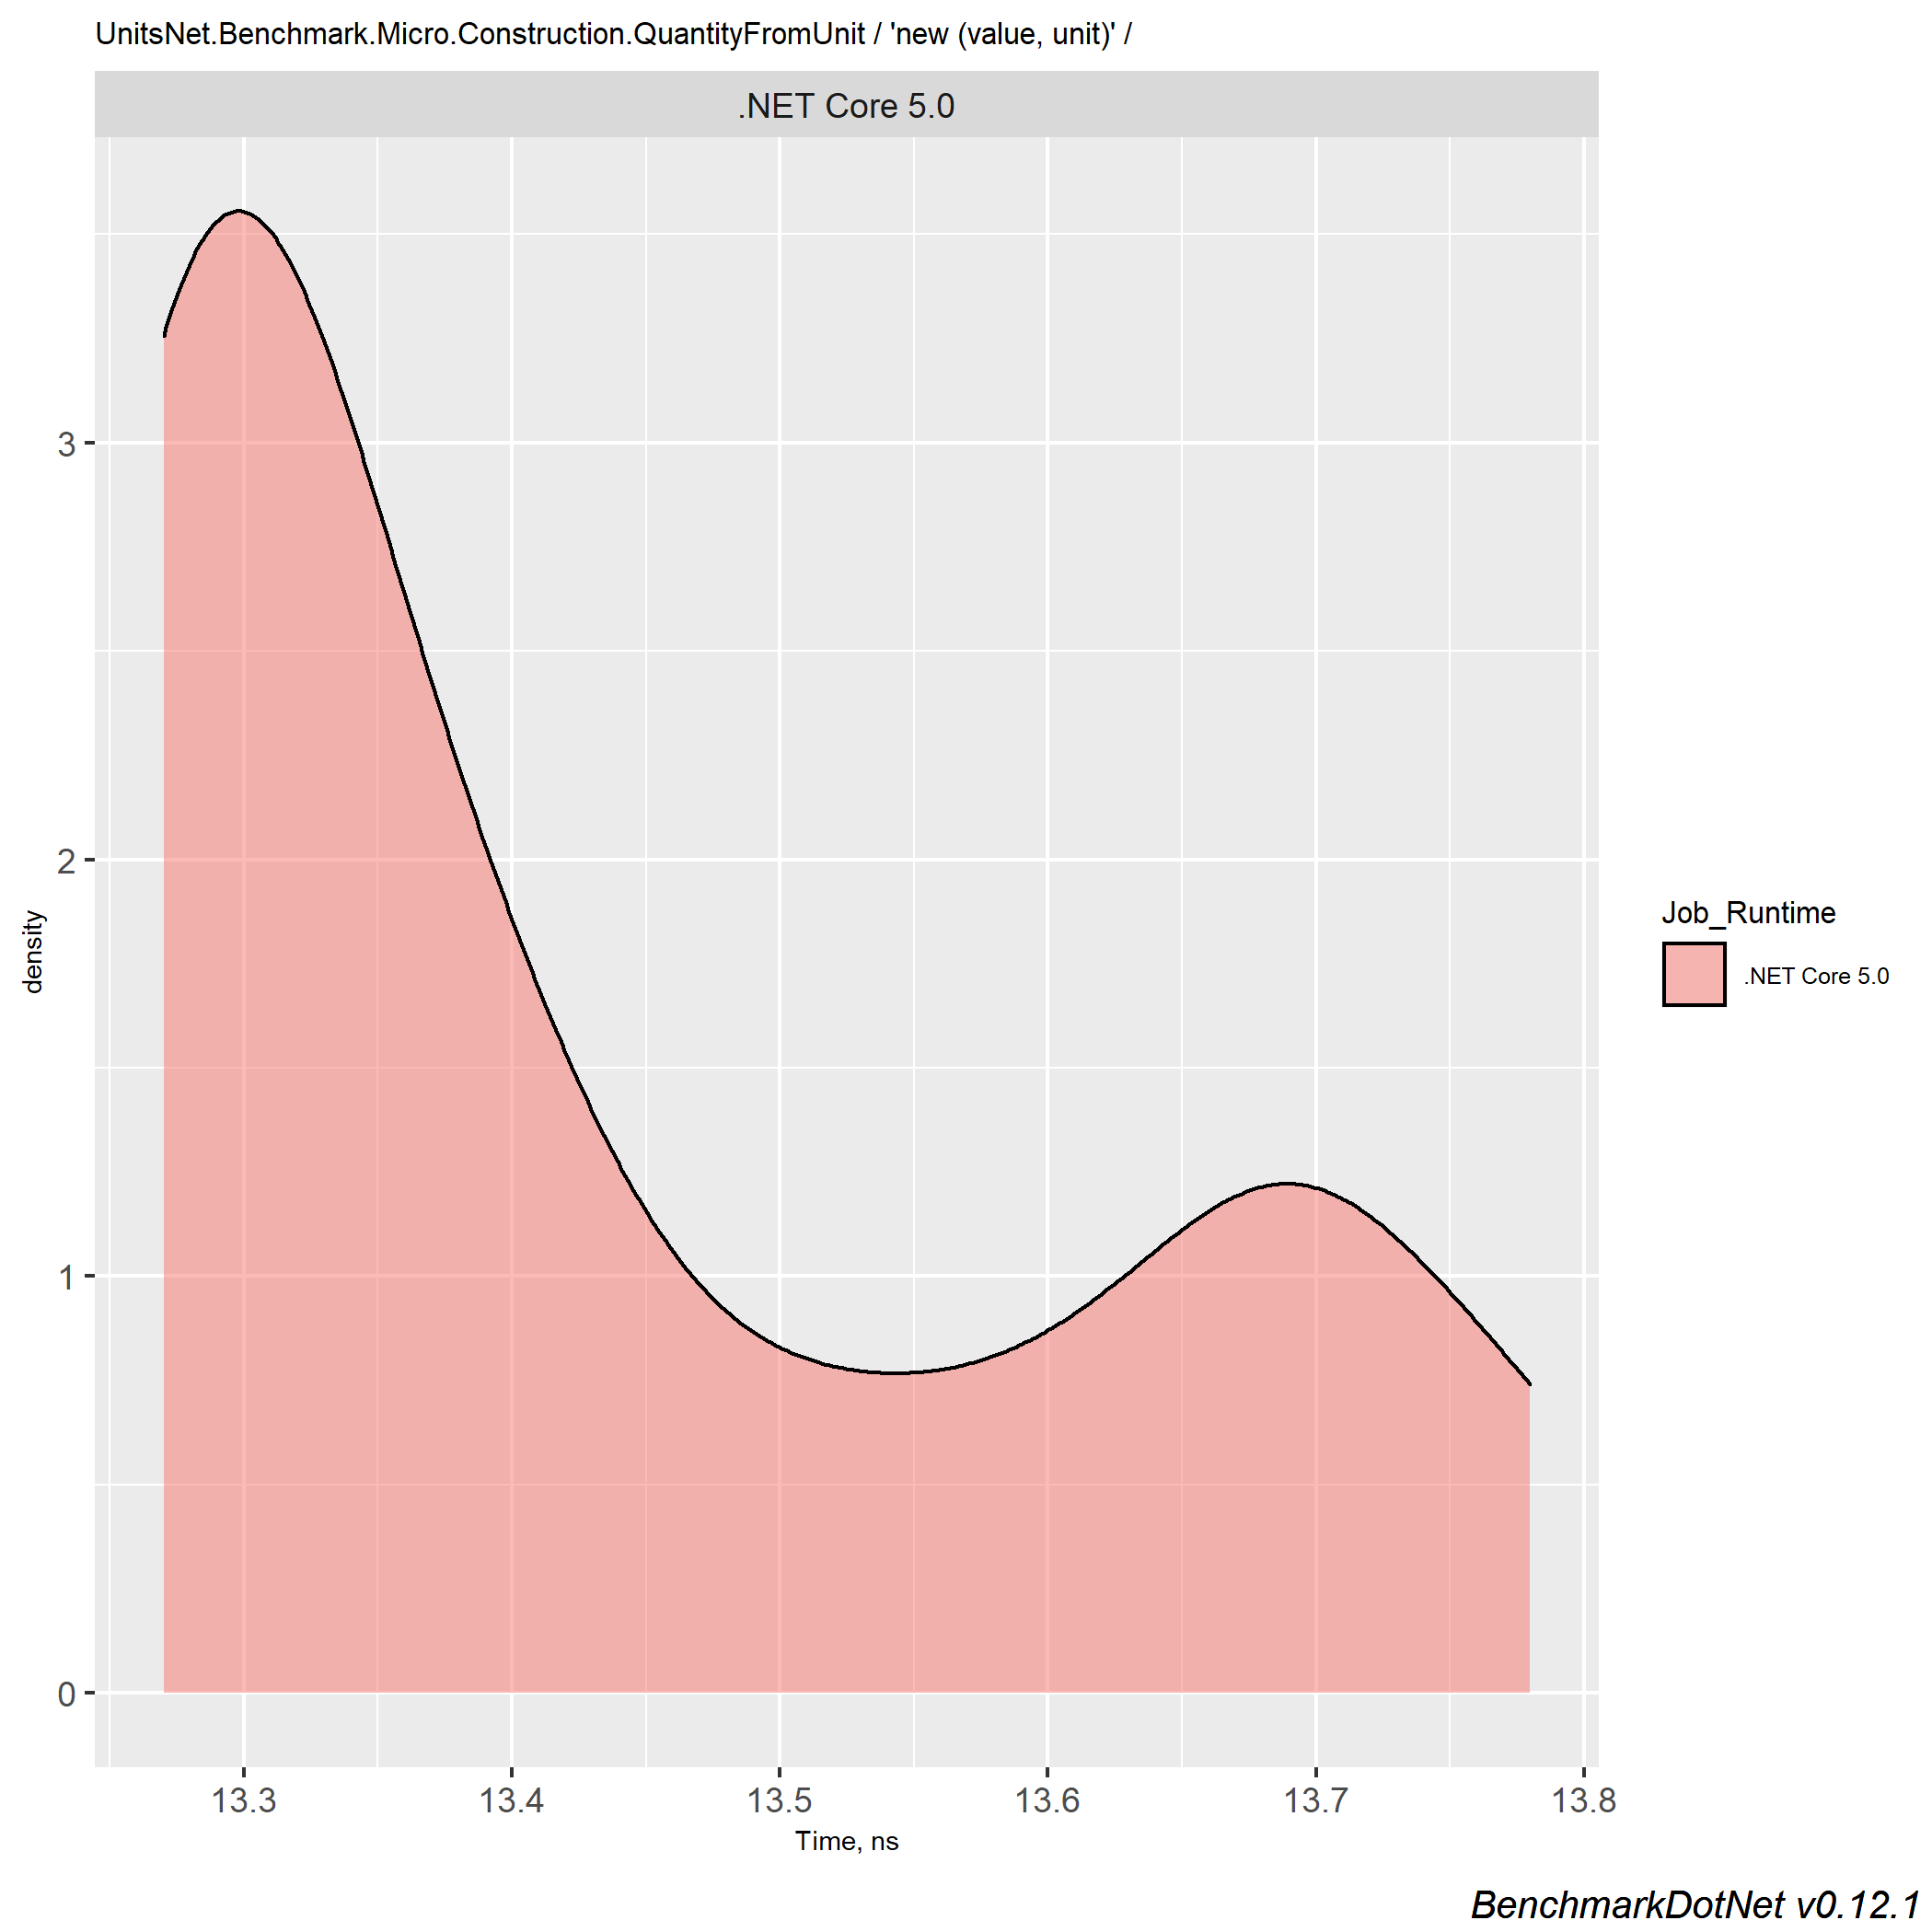 UnitsNet.Benchmark.Micro.Construction.QuantityFromUnit / 'new (value, unit)' /
.NET Core 5.0
3
2
1
0
density
13.3 13.4 13.5 13.6 13.7 13.8
Time, ns
Job_Runtime
.NET Core 5.0
BenchmarkDotNet v0.12.1